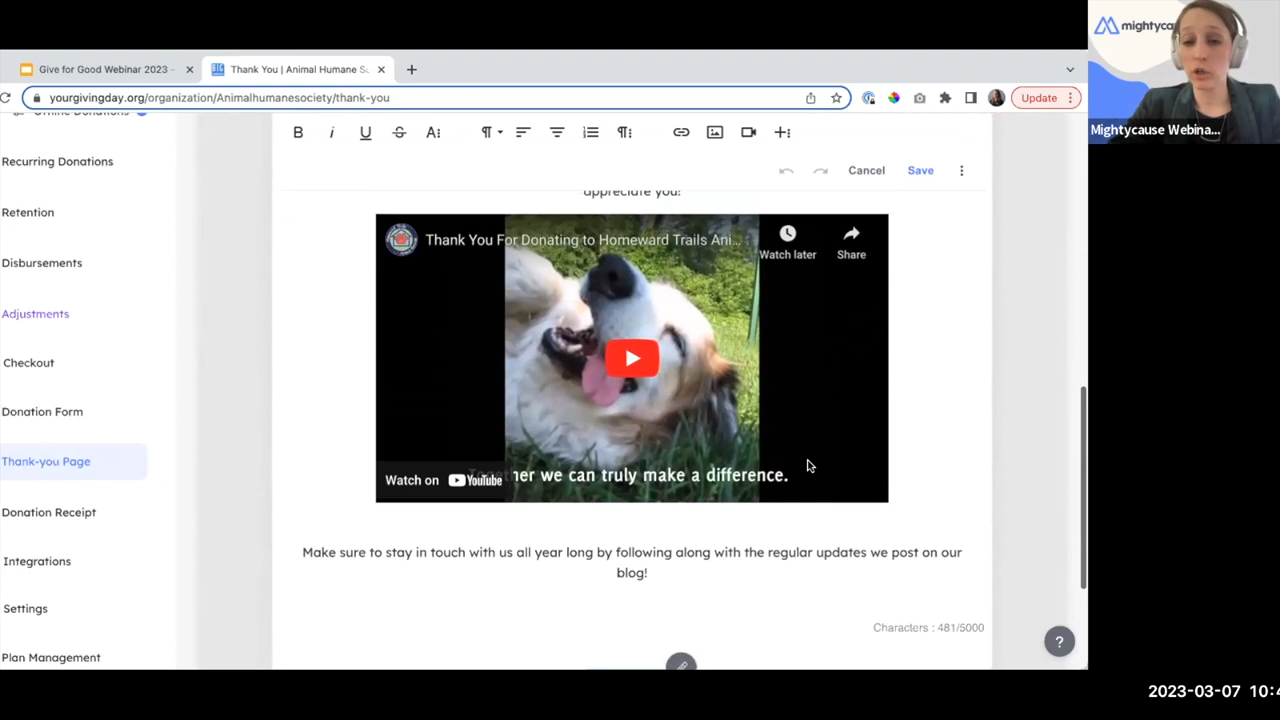 mightycau
Mightycause Webina...
Give for Good Webinar 2023 -
Thank You | Animal Humane So
yourgivingday.org/organization/Animalhumanesociety/thank-you
Update
Online Donations
Recurring Donations
Retention
Disbursements
Adjustments
Checkout
Donation Form
Thank-you Page
Donation Receipt
Integrations
Settings
Plan Management
B i U S A
Cancel
Save
appreciate you!
Thank You For Donating to Homeward Trails Ani...
Watch later
Share
her we can truly make a difference.
Watch on YouTube
Make sure to stay in touch with us all year long by following along with the regular updates we post on our
blog!
Characters : 481/5000
?
2023-03-07 10:4